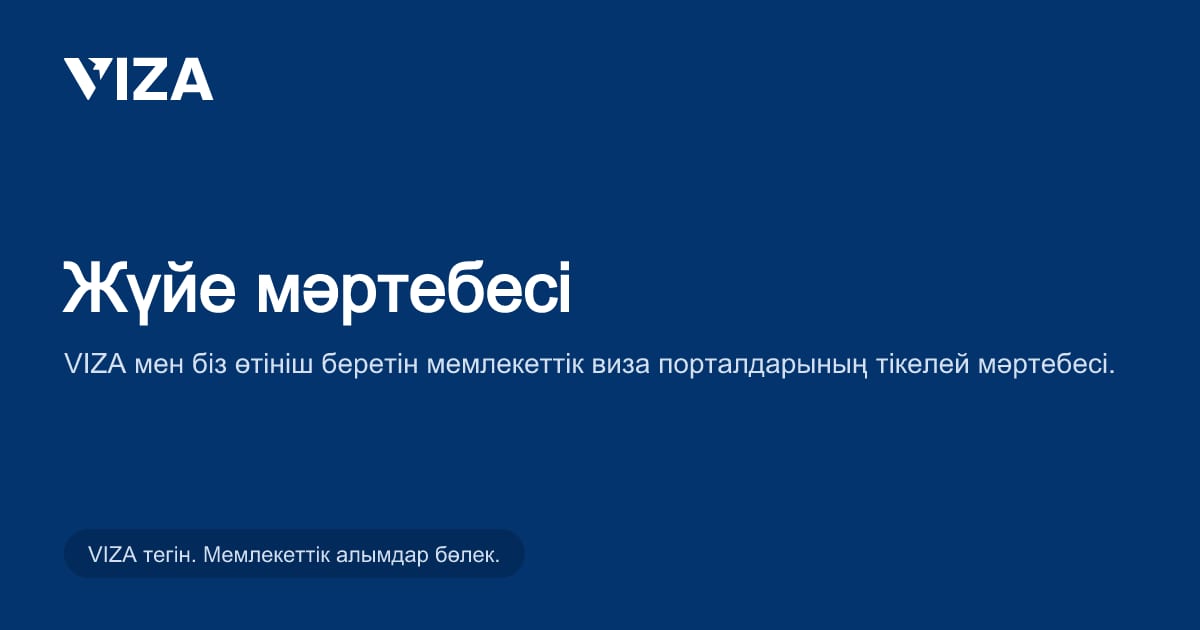 VIZA
Жүйе мәртебесі
VIZA мен біз өтініш беретін мемлекеттік виза порталдарының тікелей мәртебесі.
VIZA тегін. Мемлекеттік алымдар бөлек.